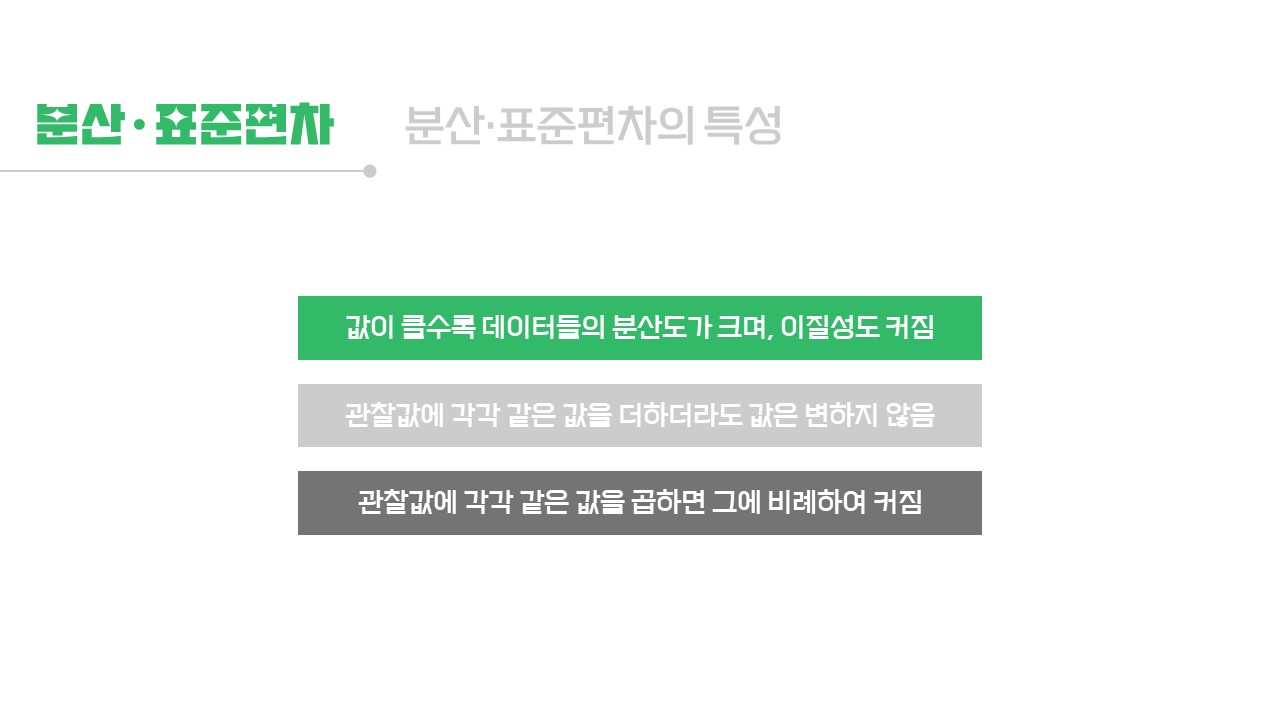 분산·표준편차
분산·표준편차의 특성
값이 클수록 데이터들의 분산도가 크며, 이질성도 커짐
관찰값에 각각 같은 값을 더하더라도 값은 변하지 않음
관찰값에 각각 같은 값을 곱하면 그에 비례하여 커짐